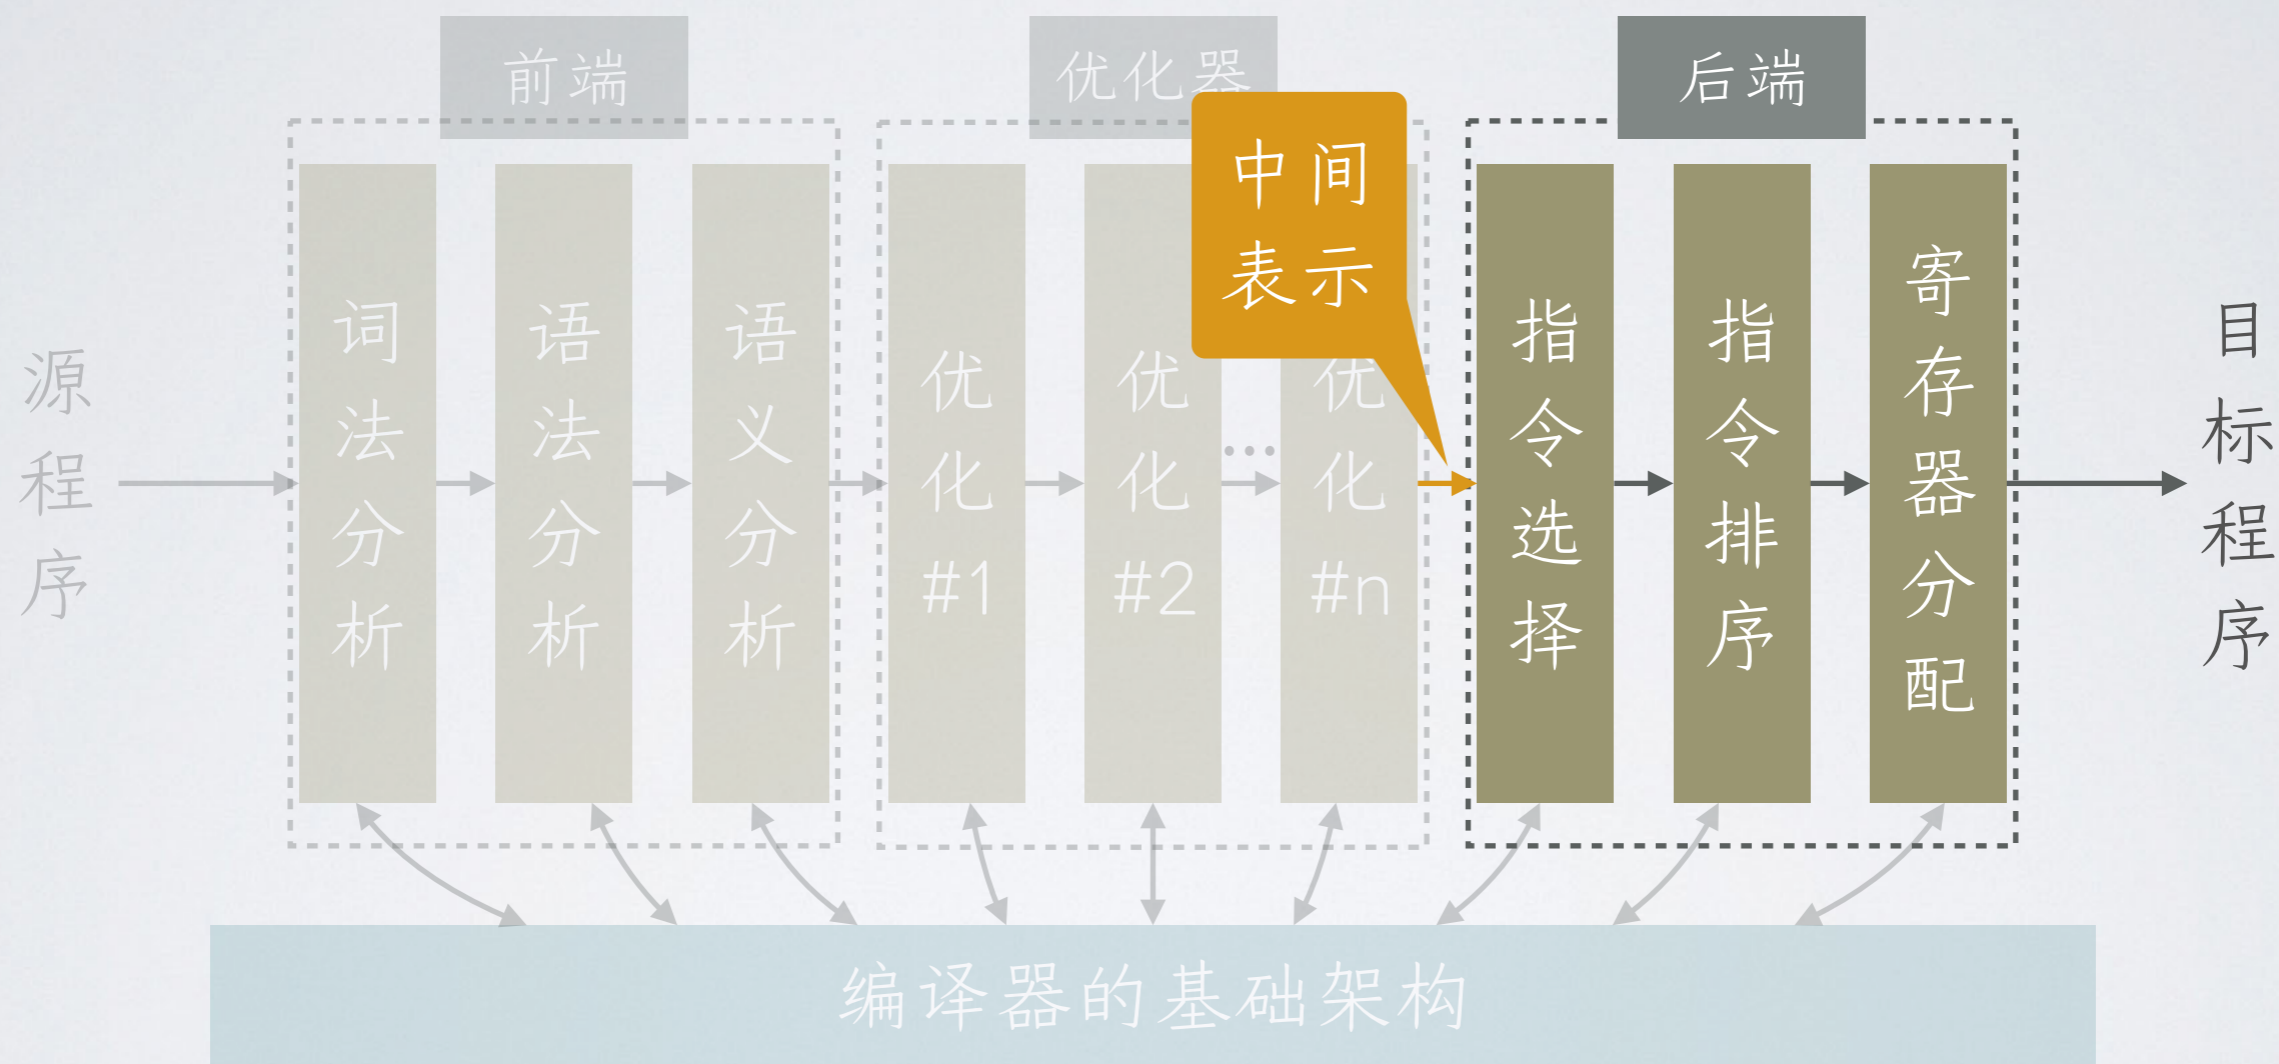 前端
优化器
后端
中间
表示
源程序
词法分析
语法分析
语义分析
优化#1
优化#2
...
优化#n
指令选择
指令排序
寄存器分配
目标程序
编译器的基础架构